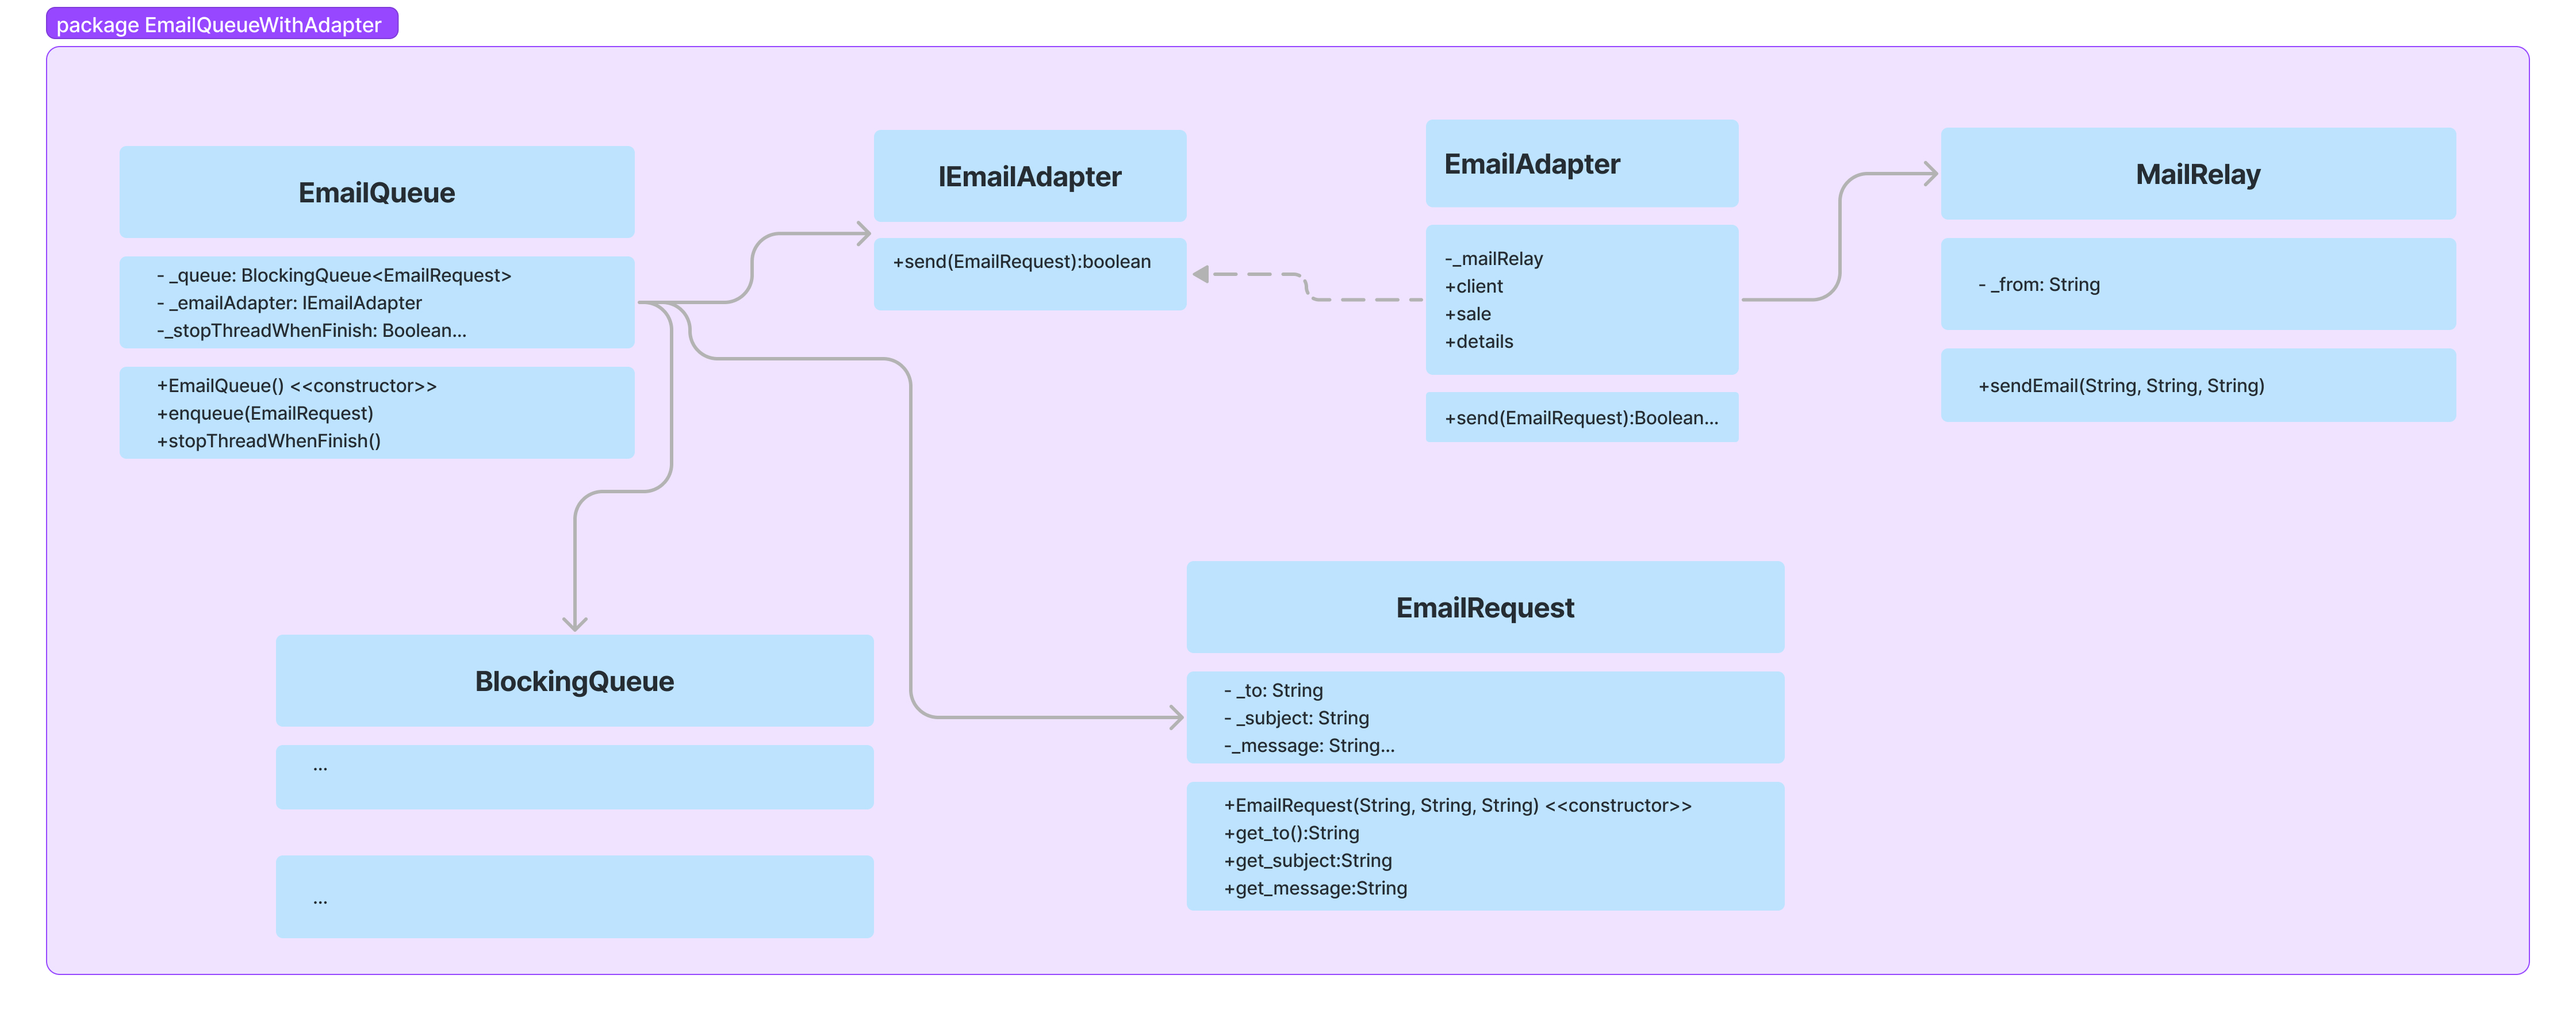 package EmailQueueWithAdapter
EmailQueue
- _queue: BlockingQueue<EmailRequest>
- _emailAdapter: IEmailAdapter
-_stopThreadWhenFinish: Boolean...
+EmailQueue() <<constructor>>
+enqueue(EmailRequest)
+stopThreadWhenFinish()
IEmailAdapter
+send(EmailRequest):boolean
EmailAdapter
-_mailRelay
+client
+sale
+details
+send(EmailRequest):Boolean...
MailRelay
- _from: String
+sendEmail(String, String, String)
BlockingQueue
...
...
EmailRequest
- _to: String
- _subject: String
-_message: String...
+EmailRequest(String, String, String) <<constructor>>
+get_to():String
+get_subject:String
+get_message:String